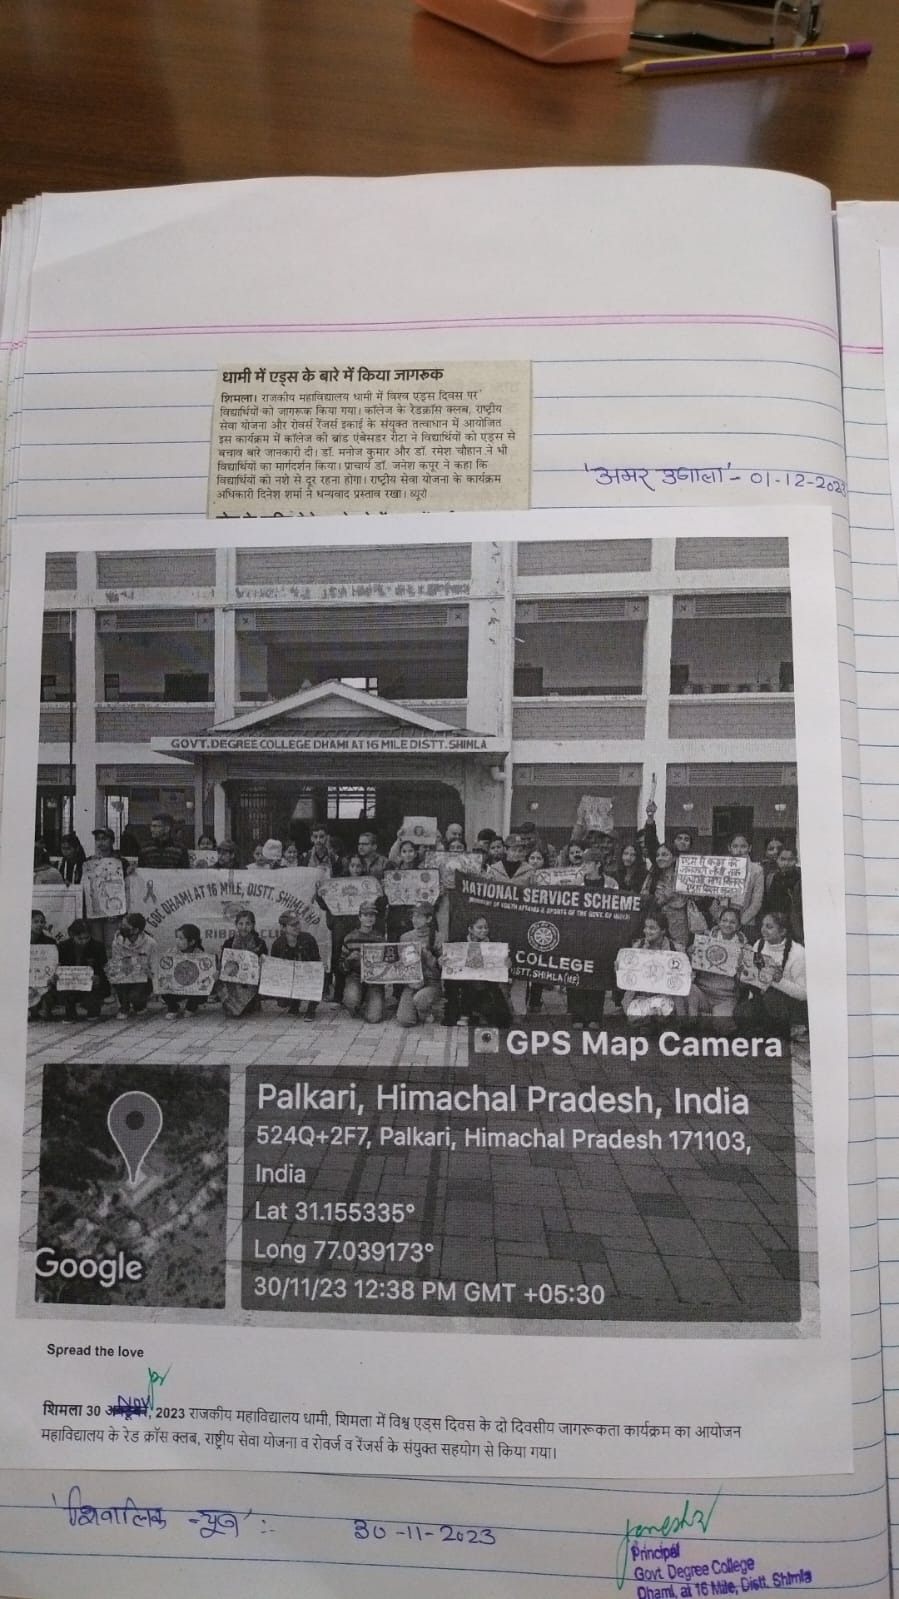 धामी में एड्स के बारे में किया जागरूक
शिमला। राजकीय महाविद्यालय धामी में विश्व एड्स दिवस पर
विद्यार्थियों को जागरूक किया गया। कॉलेज के रेडक्रॉस क्लब, राष्ट्रीय
सेवा योजना और रोवर्स रेंजर्स इकाई के संयुक्त तत्वाधान में आयोजित
इस कार्यक्रम में कॉलेज की ब्रांड एंबेसडर रीटा ने विद्यार्थियों को एड्स से
बचाव बारे जानकारी दी। डॉ. मनोज कुमार और डॉ. रमेश चौहान ने भी
विद्यार्थियों का मार्गदर्शन किया। प्राचार्य डॉ. जनेश कपूर ने कहा कि
विद्यार्थियों को नशे से दूर रहना होगा। राष्ट्रीय सेवा योजना के कार्यक्रम
अधिकारी दिनेश शर्मा ने धन्यवाद प्रस्ताव रखा। ब्यूरो
'अमर उजाला' - 01-12-2023
GOVT. DEGREE COLLEGE DHAMI AT 16 MILE DISTT. SHIMLA
GDC DHAMI AT 16 MILE, DISTT. SHIMLA
NATIONAL SERVICE SCHEME
COLLEGE
DISTT. SHIMLA (HP)
GPS Map Camera
Palkari, Himachal Pradesh, India
524Q+2F7, Palkari, Himachal Pradesh 171103,
India
Lat 31.155335°
Long 77.039173°
30/11/23 12:38 PM GMT +05:30
Google
Spread the love
शिमला 30 Nov, 2023 राजकीय महाविद्यालय धामी, शिमला में विश्व एड्स दिवस के दो दिवसीय जागरूकता कार्यक्रम का आयोजन
महाविद्यालय के रेड क्रॉस क्लब, राष्ट्रीय सेवा योजना व रोवर्ज व रेंजर्स के संयुक्त सहयोग से किया गया।
'शिवालिक न्यूज' :- 30-11-2023
Principal
Govt. Degree College
Dhami, at 16 Mile, Distt. Shimla